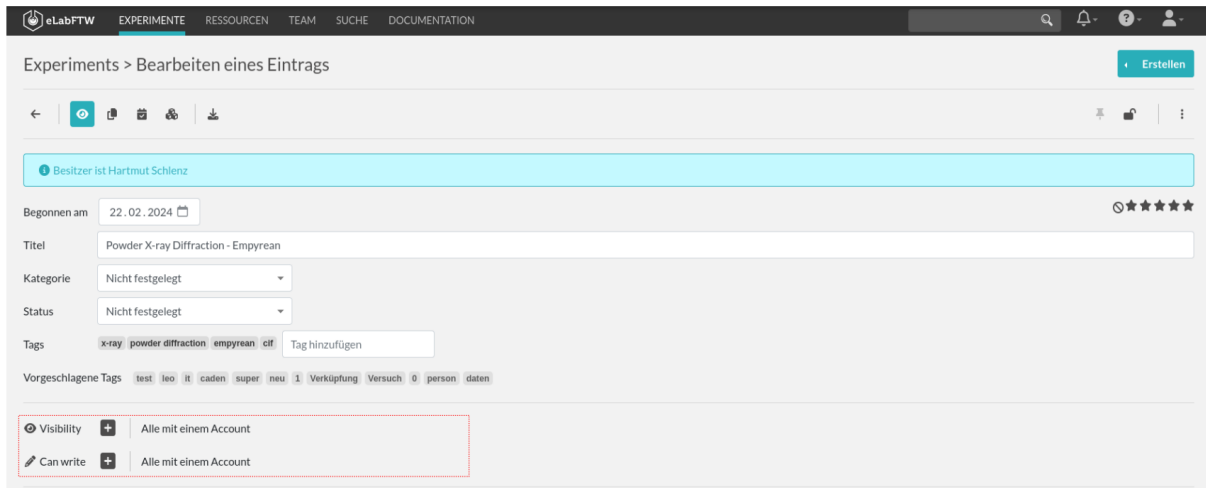 eLabFTW EXPERIMENTE RESSOURCEN TEAM SUCHE DOCUMENTATION
Experiments > Bearbeiten eines Eintrags
Erstellen
Besitzer ist Hartmut Schlenz
Begonnen am 22.02.2024
Titel Powder X-ray Diffraction - Empyrean
Kategorie Nicht festgelegt
Status Nicht festgelegt
Tags x-ray powder diffraction empyrean cif Tag hinzufügen
Vorgeschlagene Tags test leo it caden super neu 1 Verküpfung Versuch 0 person daten
Visibility Alle mit einem Account
Can write Alle mit einem Account